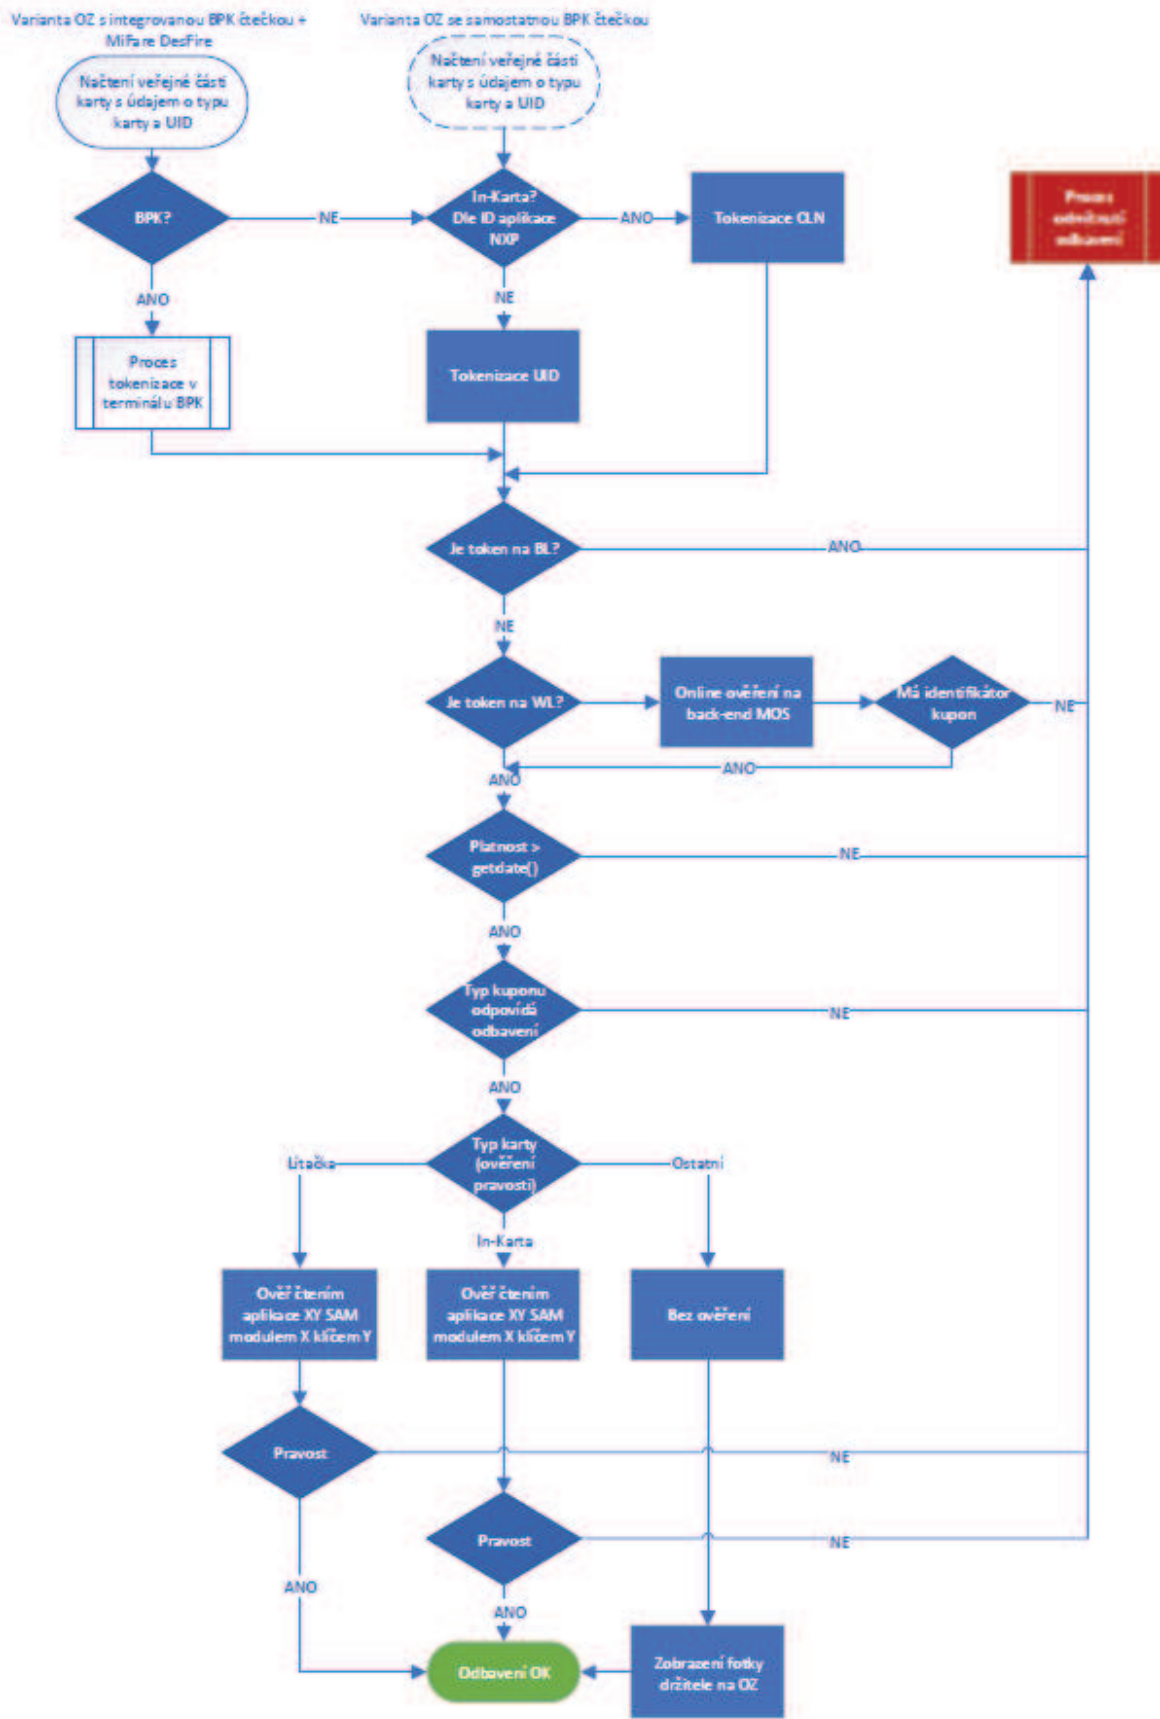 Varianta OZ s integrovanou BPK čtečkou +
MiFare DesFire
Varianta OZ se samostatnou BPK čtečkou
Načtení veřejné části
karty s údajem o typu
karty a UID
Načtení veřejné části
karty s údajem o typu
karty a UID
BPK?
NE
In-Karta?
Dle ID aplikace
NXP
ANO
Tokenizace CLN
Proces
odmítnutí
odbavení
ANO
NE
Proces
tokenizace v
terminálu BPK
Tokenizace UID
Je token na BL?
ANO
NE
Je token na WL?
Online ověření na
back-end MOS
Má identifikátor
kupon
NE
ANO
ANO
Platnost >
getdate()
NE
ANO
Typ kuponu
odpovídá
odbavení
NE
ANO
Typ karty
(ověření
pravosti)
Lítačka
Ostatní
In-Karta
Ověř čtením
aplikace XY SAM
modulem X klíčem Y
Ověř čtením
aplikace XY SAM
modulem X klíčem Y
Bez ověření
Pravost
NE
Pravost
NE
ANO
ANO
Odbavení OK
Zobrazení fotky
držitele na OZ